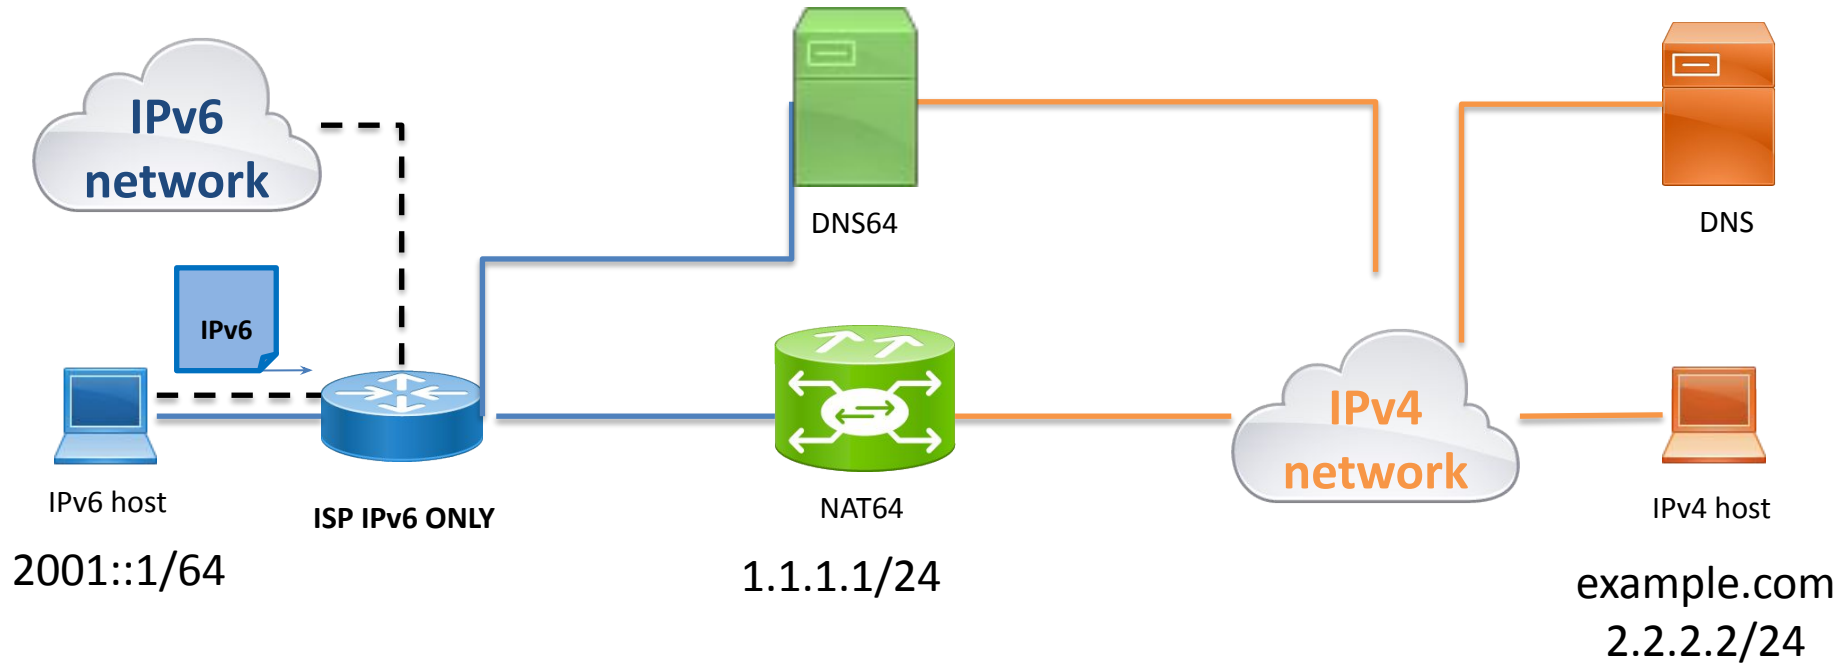 IPv6
network
DNS64
DNS
IPv6
IPv4
network
IPv6 host
ISP IPv6 ONLY
NAT64
IPv4 host
2001::1/64
1.1.1.1/24
example.com
2.2.2.2/24